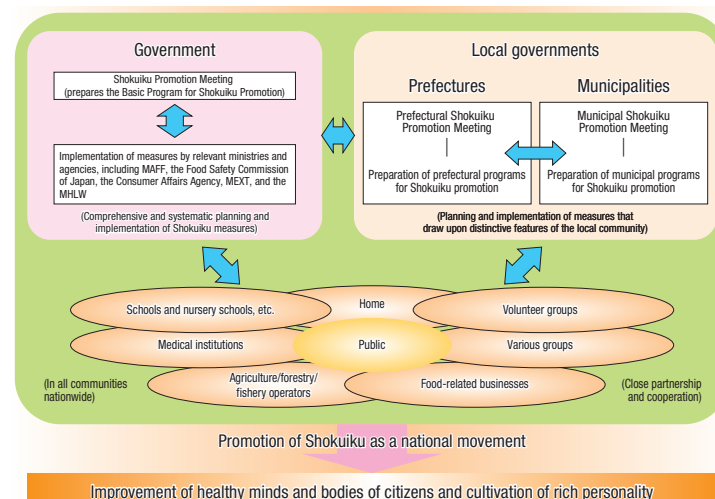 Government
Shokuiku Promotion Meeting
(prepares the Basic Program for Shokuiku Promotion)
Implementation of measures by relevant ministries and
agencies, including MAFF, the Food Safety Commission
of Japan, the Consumer Affairs Agency, MEXT, and the
MHLW
(Comprehensive and systematic planning and
implementation of Shokuiku measures)
Local governments
Prefectures
Prefectural Shokuiku
Promotion Meeting
Preparation of prefectural programs
for Shokuiku promotion
Municipalities
Municipal Shokuiku
Promotion Meeting
Preparation of municipal programs
for Shokuiku promotion
(Planning and implementation of measures that
draw upon distinctive features of the local community)
Schools and nursery schools, etc.
Home
Volunteer groups
Medical institutions
Public
Various groups
Agriculture/forestry/
fishery operators
Food-related businesses
(In all communities
nationwide)
(Close partnership
and cooperation)
Promotion of Shokuiku as a national movement
Improvement of healthy minds and bodies of citizens and cultivation of rich personality